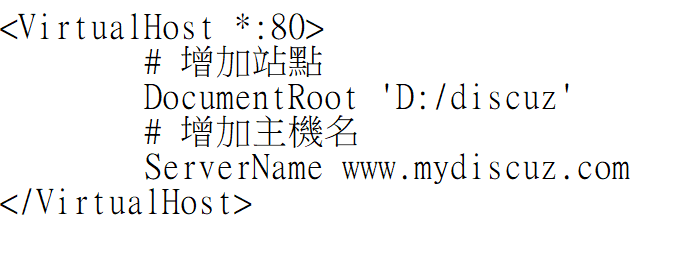 <VirtualHost *:80>
# 增加站點
DocumentRoot 'D:/discuz'
# 增加主機名
ServerName www.mydiscuz.com
</VirtualHost>